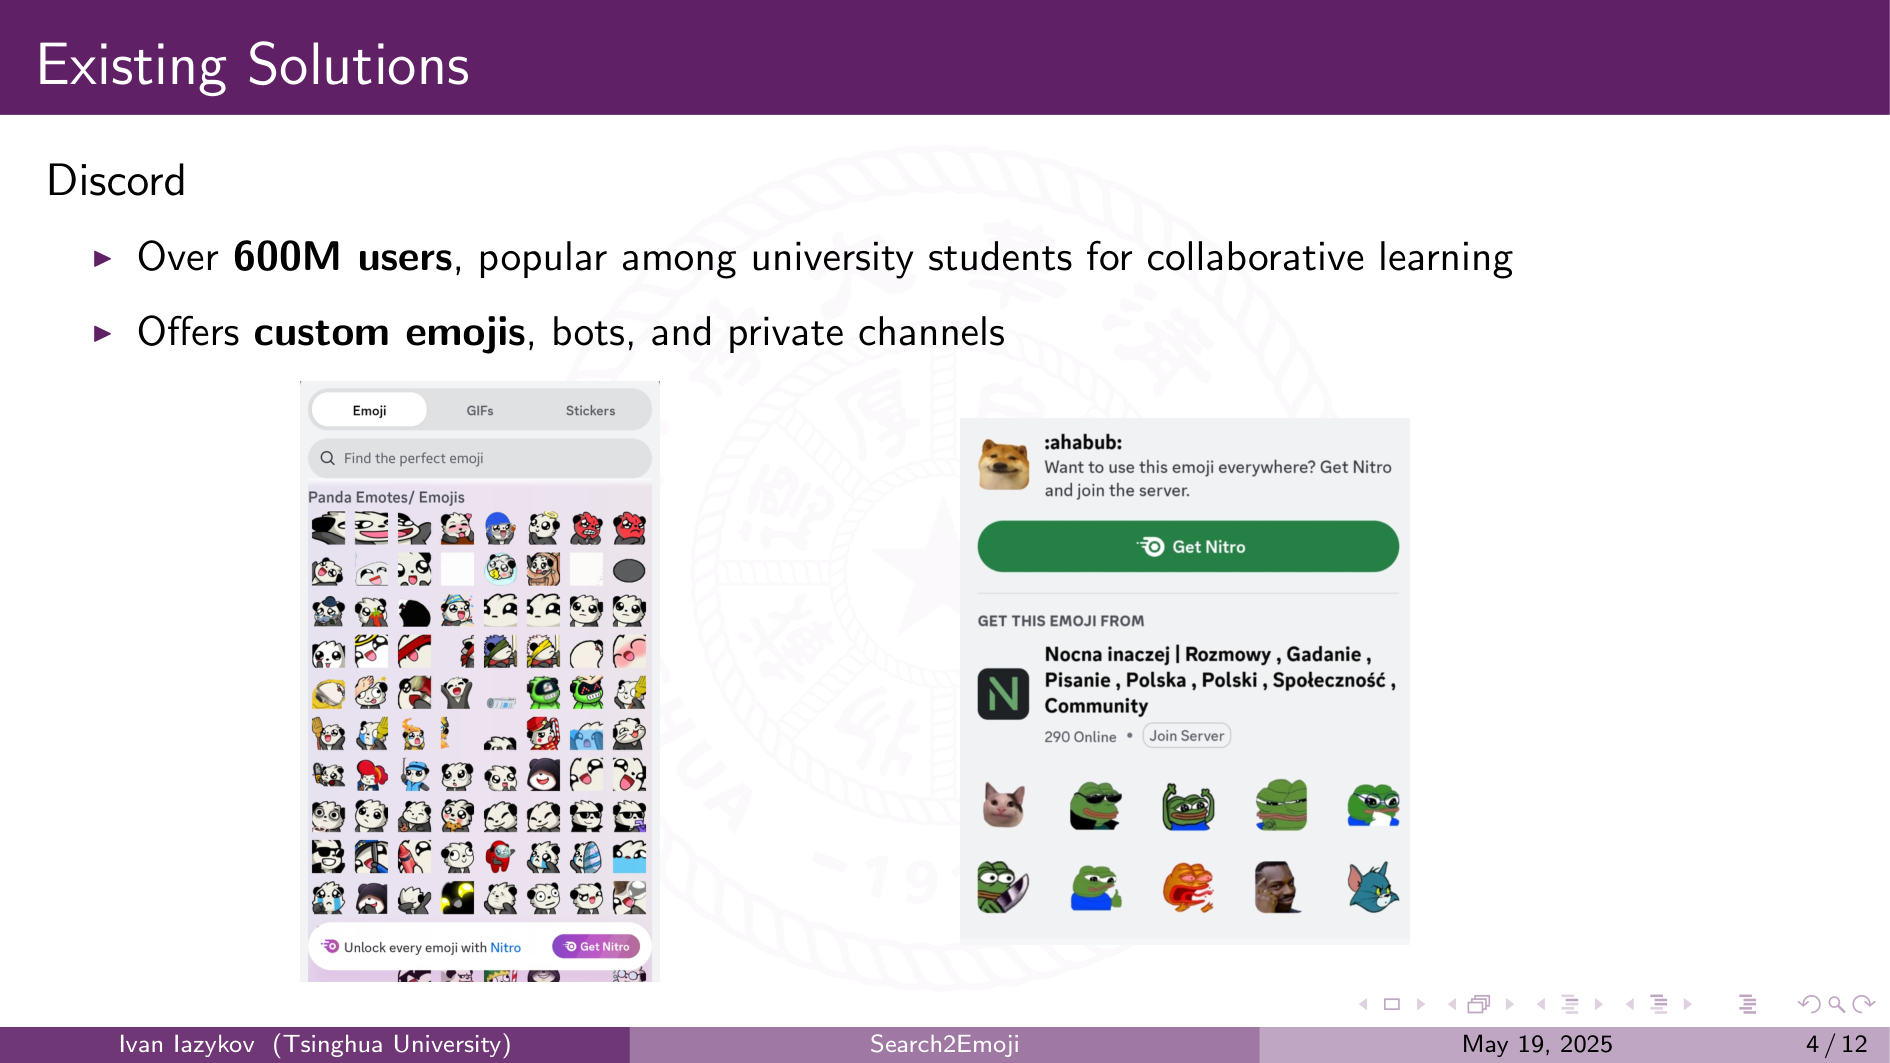 Existing Solutions
Discord
Over 600M users, popular among university students for collaborative learning
Offers custom emojis, bots, and private channels
Emoji
GIFs
Stickers
Find the perfect emoji
Panda Emotes/ Emojis
Unlock every emoji with Nitro
Get Nitro
:ahabub:
Want to use this emoji everywhere? Get Nitro
and join the server.
Get Nitro
GET THIS EMOJI FROM
N
Nocna inaczej | Rozmowy , Gadanie ,
Pisanie , Polska , Polski , Społeczność ,
Community
290 Online • Join Server
Ivan Iazykov (Tsinghua University)
Search2Emoji
May 19, 2025
4 / 12